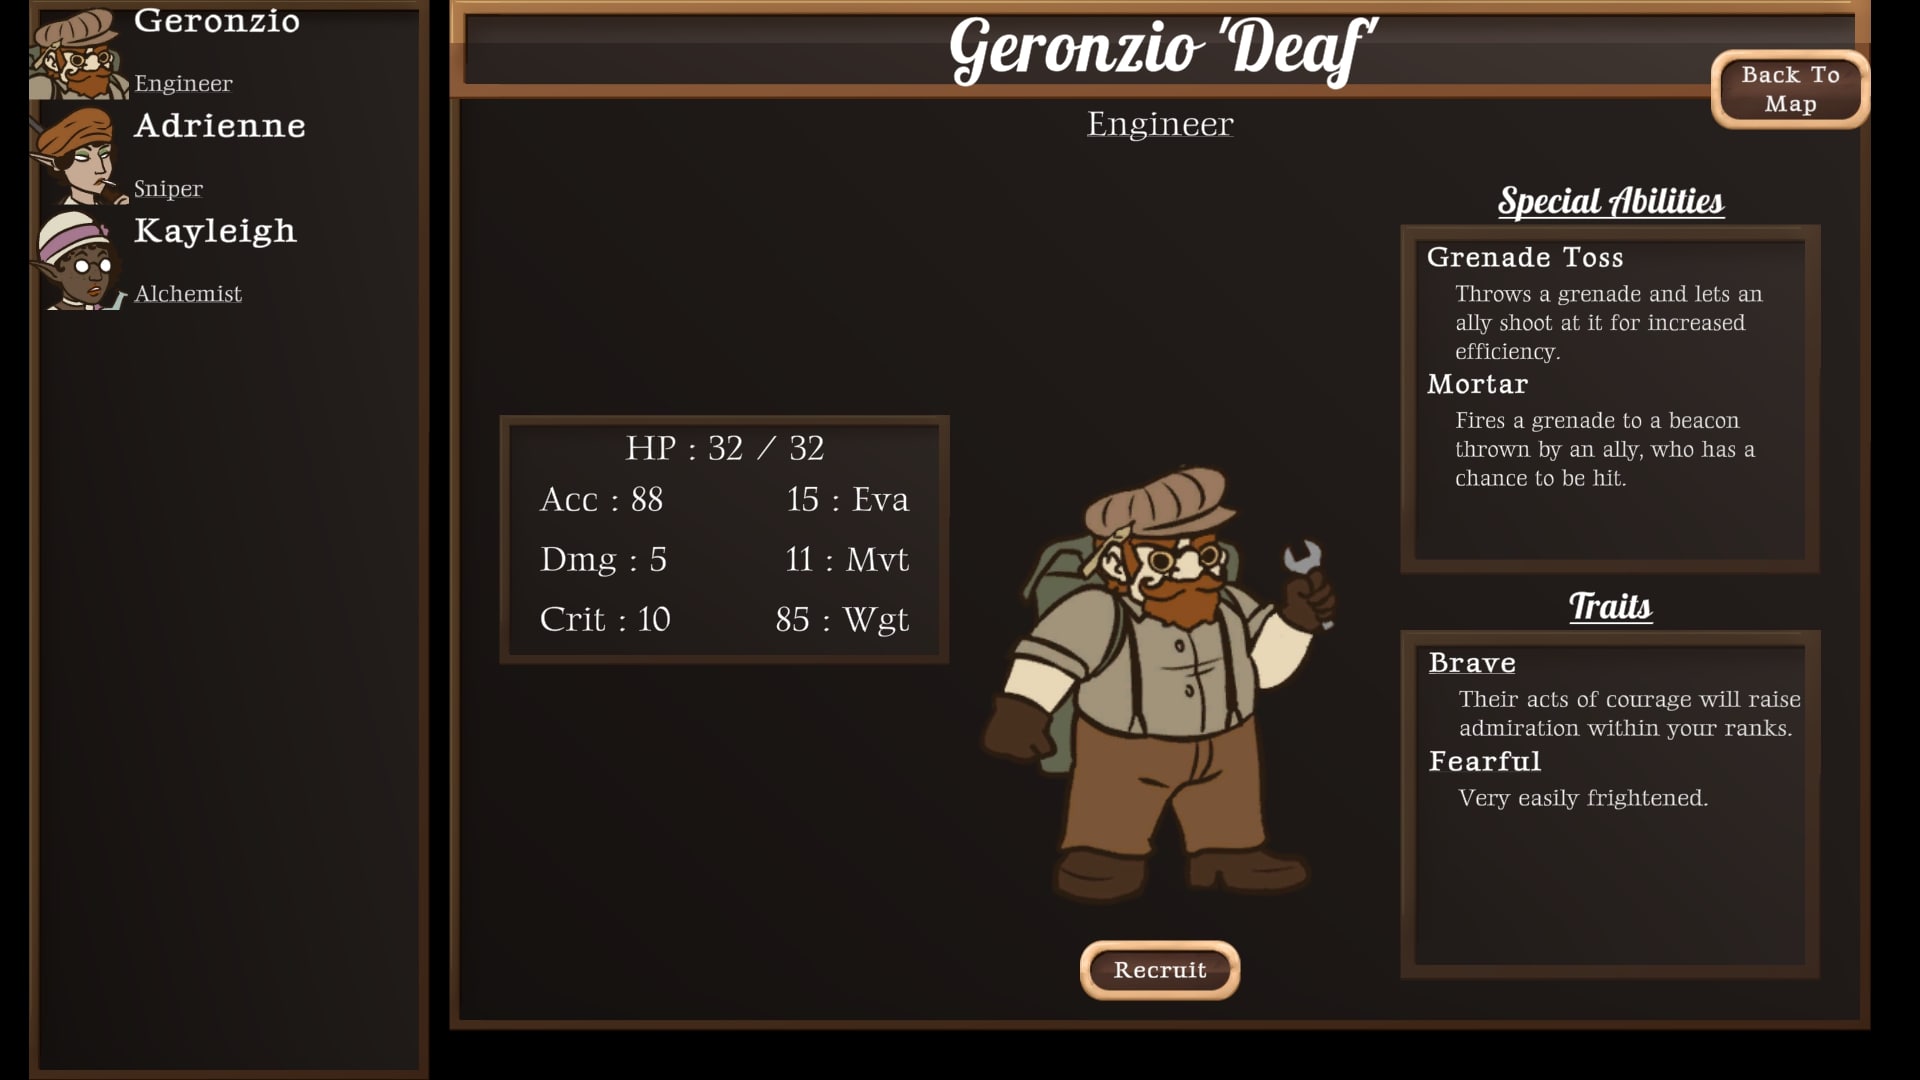 Geronzio
Engineer
Adrienne
Sniper
Kayleigh
Alchemist
Geronzio 'Deaf'
Back To
Map
Engineer
HP : 32 / 32
Acc : 88
15 : Eva
Dmg : 5
11 : Mvt
Crit : 10
85 : Wgt
Recruit
Special Abilities
Grenade Toss
Throws a grenade and lets an
ally shoot at it for increased
efficiency.
Mortar
Fires a grenade to a beacon
thrown by an ally, who has a
chance to be hit.
Traits
Brave
Their acts of courage will raise
admiration within your ranks.
Fearful
Very easily frightened.